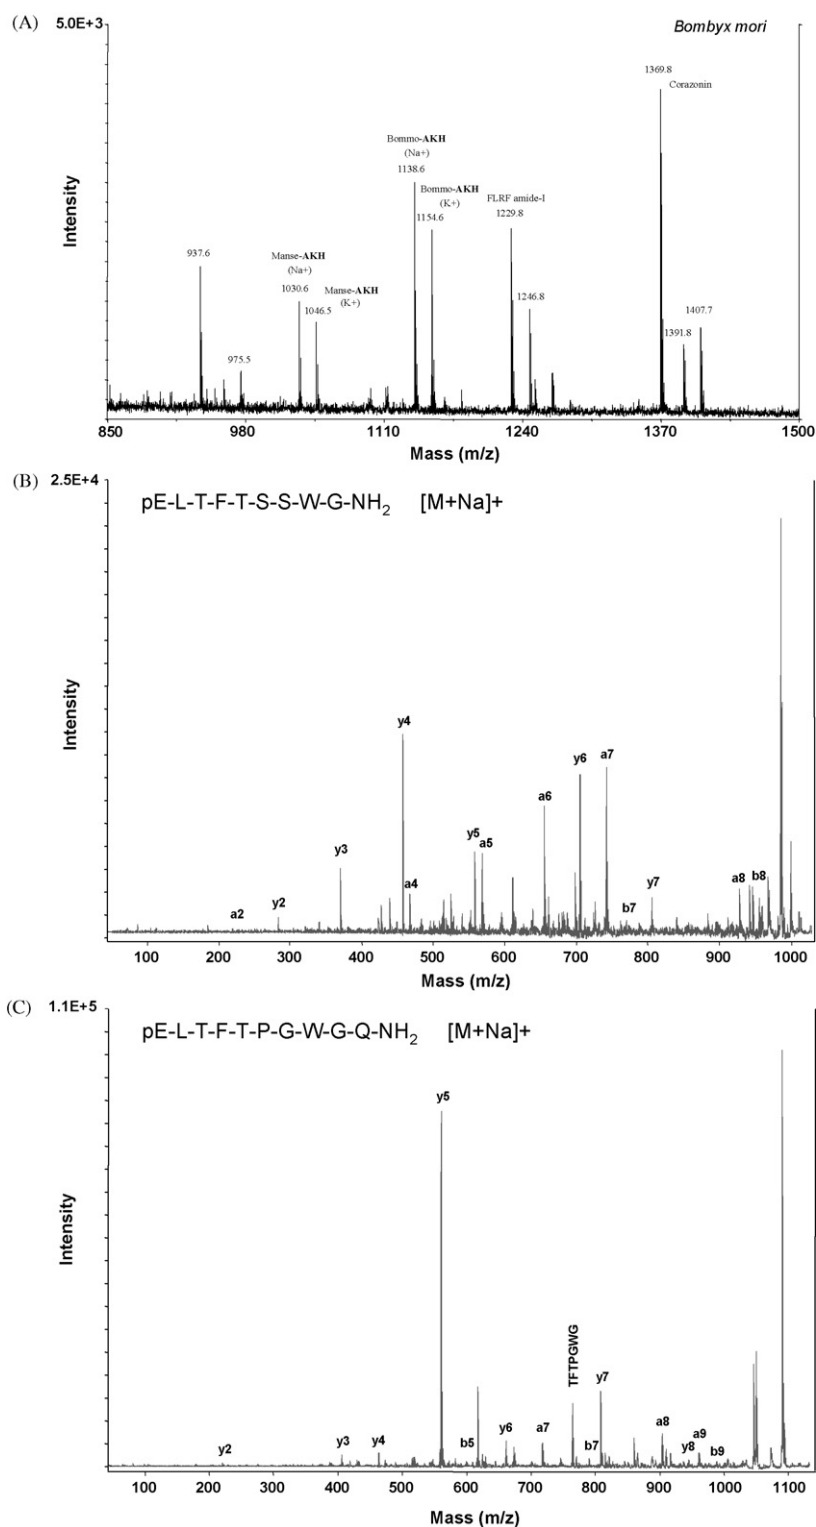 (A)
5.0E+3
Bombyx mori
1369.8
Corazonin
Bommo-AKH
(Na+)
1138.6
Bommo-AKH
(K+)
1154.6
FLRF amide-I
1229.8
937.6
Manse-AKH
(Na+)
1030.6
Manse-AKH
(K+)
1046.5
1246.8
1407.7
1391.8
975.5
Intensity
850 980 1110 1240 1370 1500
Mass (m/z)
(B)
2.5E+4
pE-L-T-F-T-S-S-W-G-NH2 [M+Na]+
Intensity
a2 y2 y3 y4 a4 y5 a5 a6 y6 a7 b7 y7 a8 b8
100 200 300 400 500 600 700 800 900 1000
Mass (m/z)
(C)
1.1E+5
pE-L-T-F-T-P-G-W-G-Q-NH2 [M+Na]+
Intensity
y2 y3 y4 y5 b5 y6 a7 TFTPGWG b7 y7 a8 y8 a9 b9
100 200 300 400 500 600 700 800 900 1000 1100
Mass (m/z)